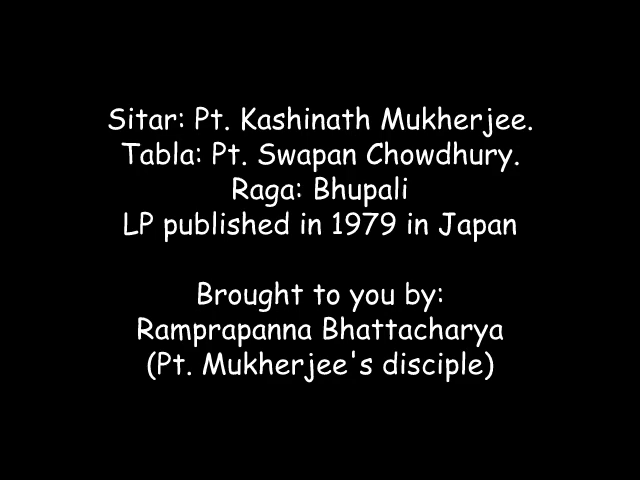 Sitar: Pt. Kashinath Mukherjee.
Tabla: Pt. Swapan Chowdhury.
Raga: Bhupali
LP published in 1979 in Japan
Brought to you by:
Ramprapanna Bhattacharya
(Pt. Mukherjee's disciple)